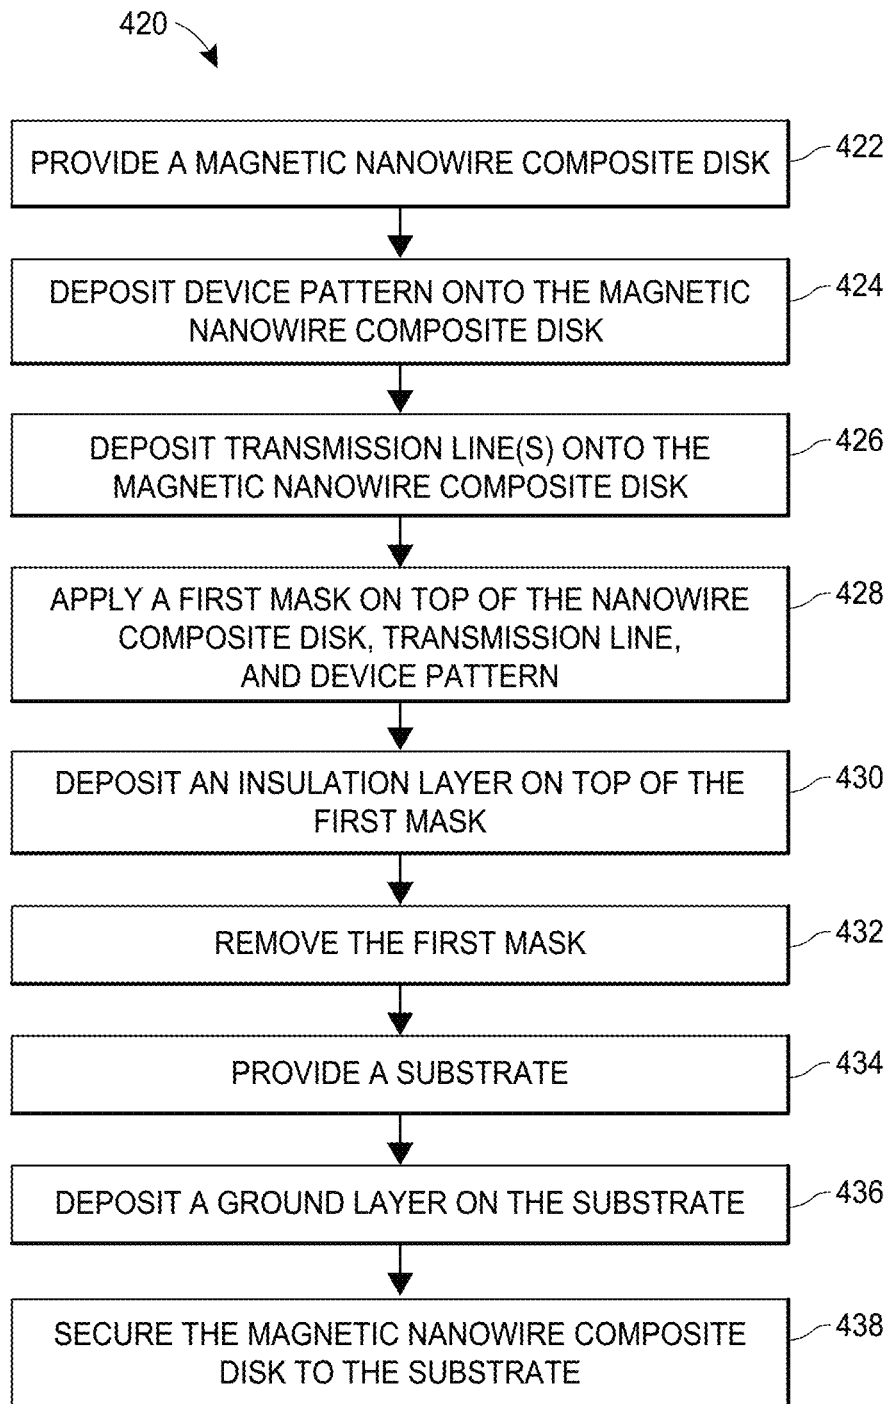 420
PROVIDE A MAGNETIC NANOWIRE COMPOSITE DISK
422
DEPOSIT DEVICE PATTERN ONTO THE MAGNETIC
NANOWIRE COMPOSITE DISK
424
DEPOSIT TRANSMISSION LINE(S) ONTO THE
MAGNETIC NANOWIRE COMPOSITE DISK
426
APPLY A FIRST MASK ON TOP OF THE NANOWIRE
COMPOSITE DISK, TRANSMISSION LINE,
AND DEVICE PATTERN
428
DEPOSIT AN INSULATION LAYER ON TOP OF THE
FIRST MASK
430
REMOVE THE FIRST MASK
432
PROVIDE A SUBSTRATE
434
DEPOSIT A GROUND LAYER ON THE SUBSTRATE
436
SECURE THE MAGNETIC NANOWIRE COMPOSITE
DISK TO THE SUBSTRATE
438